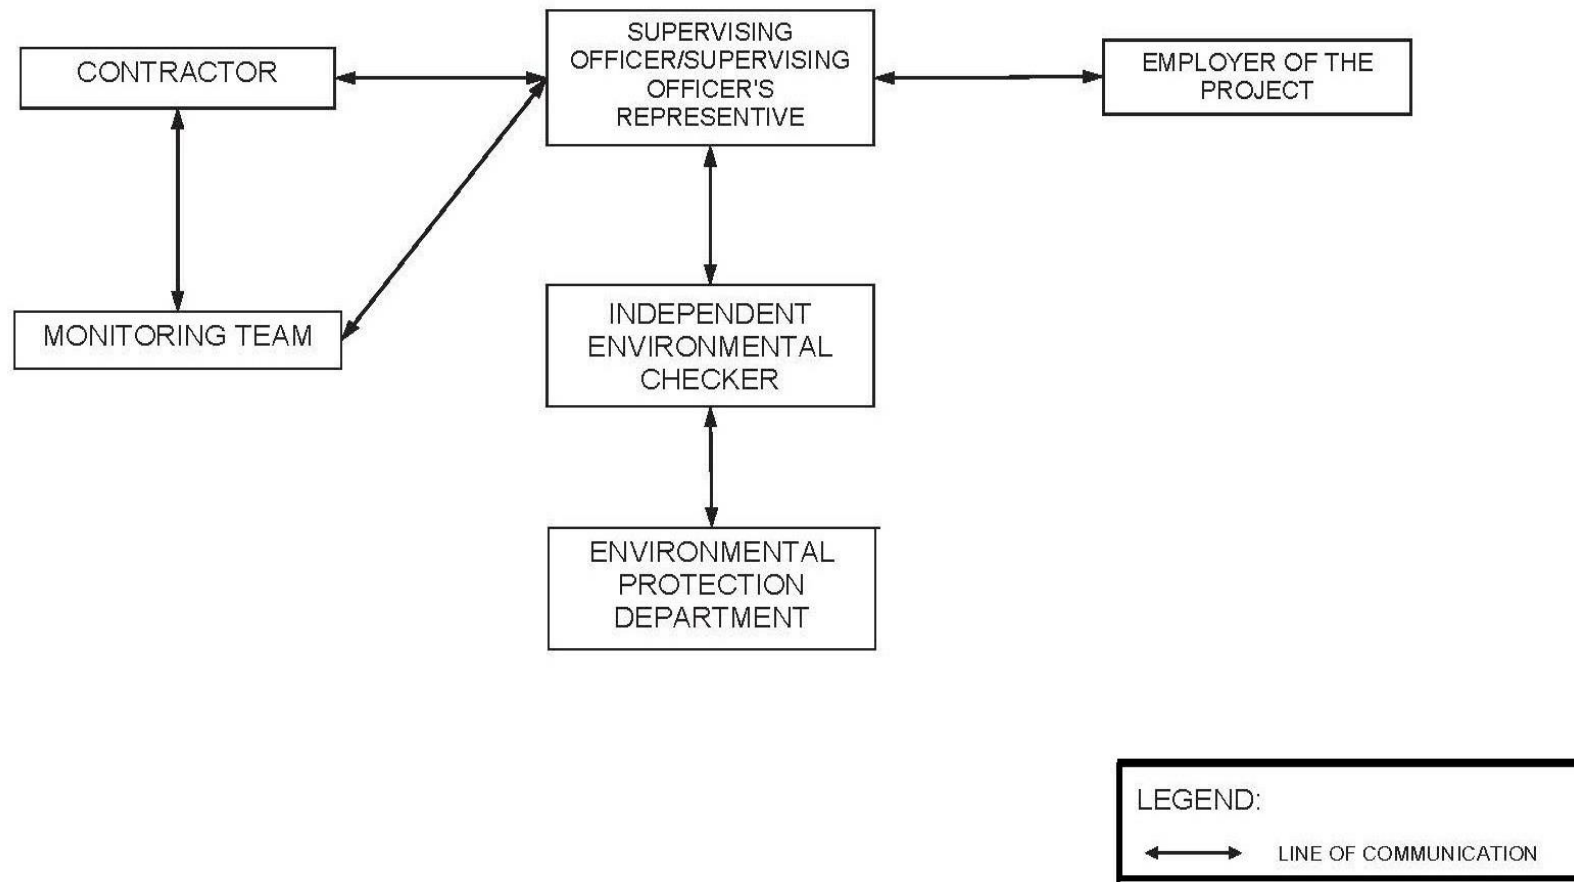 CONTRACTOR
SUPERVISING
OFFICER/SUPERVISING
OFFICER'S
REPRESENTIVE
EMPLOYER OF THE
PROJECT
MONITORING TEAM
INDEPENDENT
ENVIRONMENTAL
CHECKER
ENVIRONMENTAL
PROTECTION
DEPARTMENT
LEGEND:
LINE OF COMMUNICATION